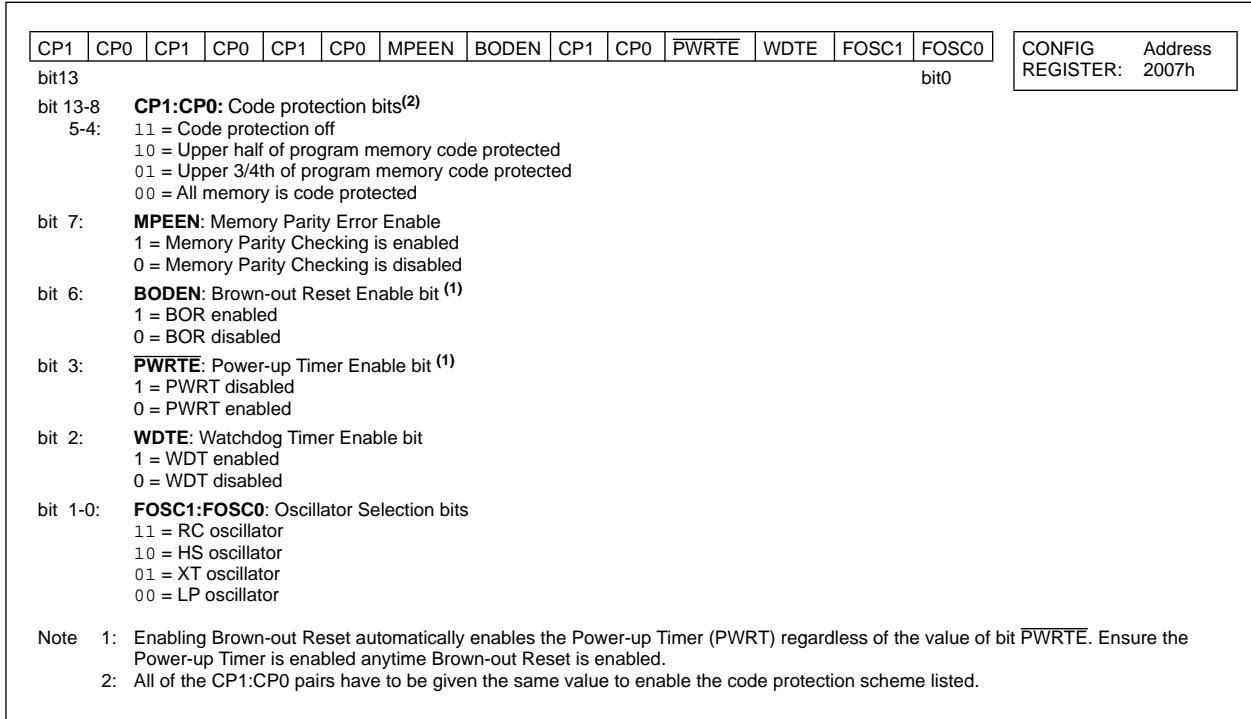 CP1 CP0 CP1 CP0 CP1 CP0 MPEEN BODEN CP1 CP0 PWRTE WDTE FOSC1 FOSC0
CONFIG Address
REGISTER: 2007h
bit13 bit0
bit 13-8 CP1:CP0: Code protection bits(2)
5-4: 11 = Code protection off
10 = Upper half of program memory code protected
01 = Upper 3/4th of program memory code protected
00 = All memory is code protected
bit 7: MPEEN: Memory Parity Error Enable
1 = Memory Parity Checking is enabled
0 = Memory Parity Checking is disabled
bit 6: BODEN: Brown-out Reset Enable bit (1)
1 = BOR enabled
0 = BOR disabled
bit 3: PWRTE: Power-up Timer Enable bit (1)
1 = PWRT disabled
0 = PWRT enabled
bit 2: WDTE: Watchdog Timer Enable bit
1 = WDT enabled
0 = WDT disabled
bit 1-0: FOSC1:FOSC0: Oscillator Selection bits
11 = RC oscillator
10 = HS oscillator
01 = XT oscillator
00 = LP oscillator
Note 1: Enabling Brown-out Reset automatically enables the Power-up Timer (PWRT) regardless of the value of bit PWRTE. Ensure the
Power-up Timer is enabled anytime Brown-out Reset is enabled.
2: All of the CP1:CP0 pairs have to be given the same value to enable the code protection scheme listed.